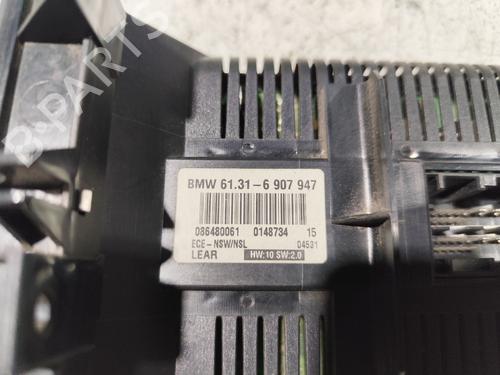 B-PARTS
BMW 61.31-6 907 947
086480061 0148734 15
ECE-NSW/NSL 04531
LEAR HW:10 SW:2.0